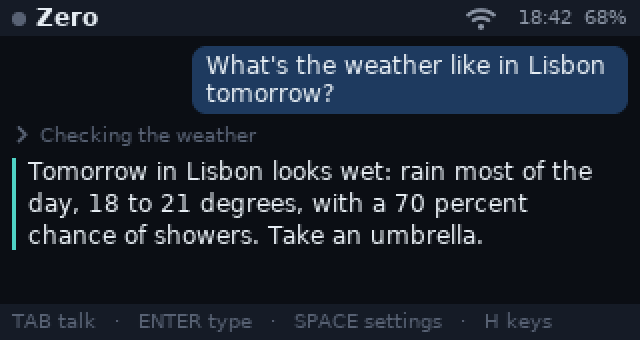 Zero 18:42 68%
What's the weather like in Lisbon
tomorrow?
Checking the weather
Tomorrow in Lisbon looks wet: rain most of the
day, 18 to 21 degrees, with a 70 percent
chance of showers. Take an umbrella.
TAB talk · ENTER type · SPACE settings · H keys